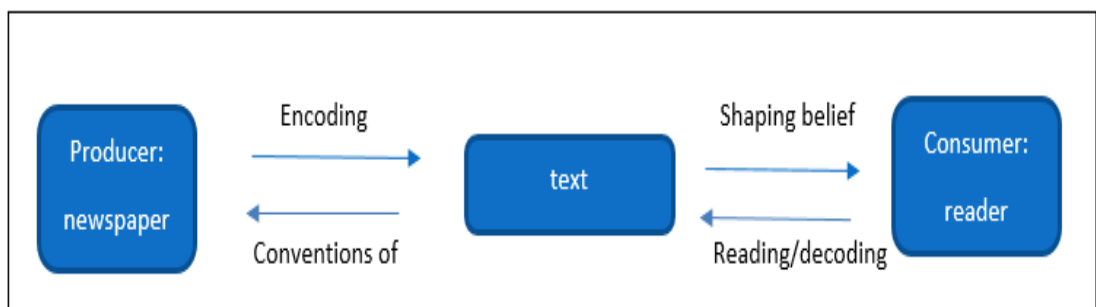 Producer:
newspaper
Encoding
Conventions of
text
Shaping belief
Reading/decoding
Consumer:
reader